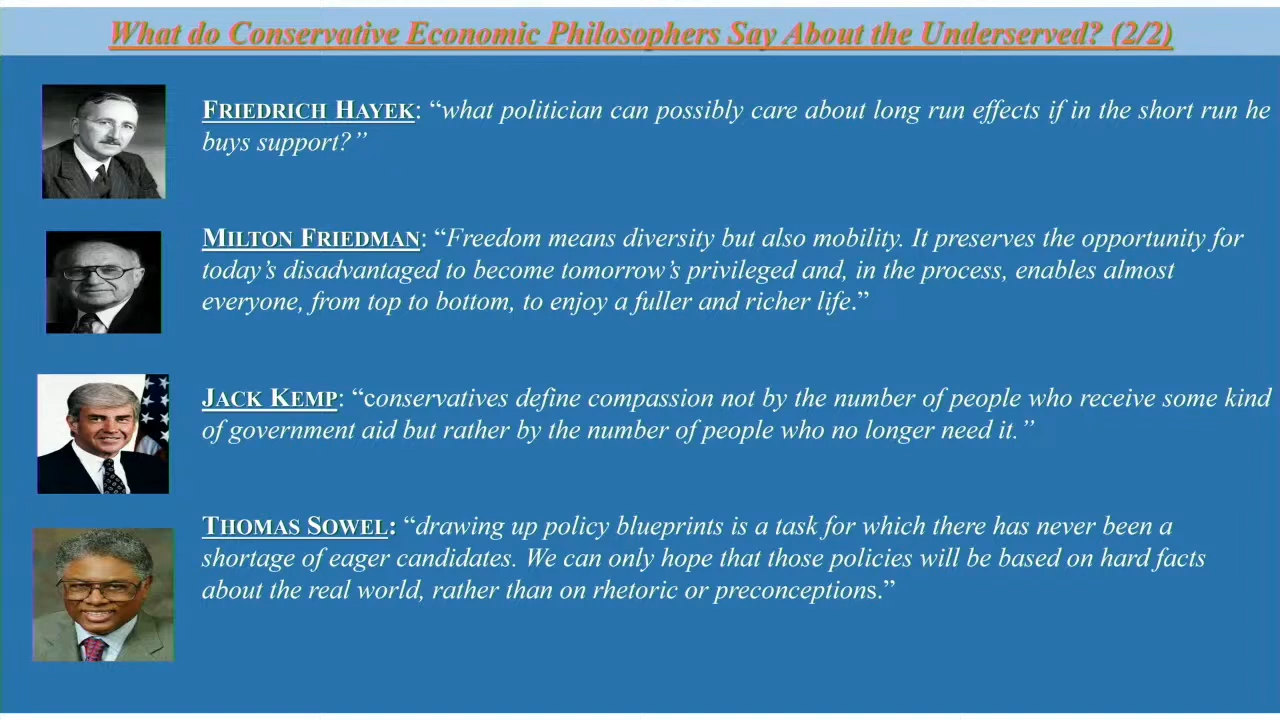 What do Conservative Economic Philosophers Say About the Underserved? (2/2)
FRIEDRICH HAYEK: “what politician can possibly care about long run effects if in the short run he
buys support?”
MILTON FRIEDMAN: “Freedom means diversity but also mobility. It preserves the opportunity for
today’s disadvantaged to become tomorrow’s privileged and, in the process, enables almost
everyone, from top to bottom, to enjoy a fuller and richer life.”
JACK KEMP: “conservatives define compassion not by the number of people who receive some kind
of government aid but rather by the number of people who no longer need it.”
THOMAS SOWEL: “drawing up policy blueprints is a task for which there has never been a
shortage of eager candidates. We can only hope that those policies will be based on hard facts
about the real world, rather than on rhetoric or preconceptions.”